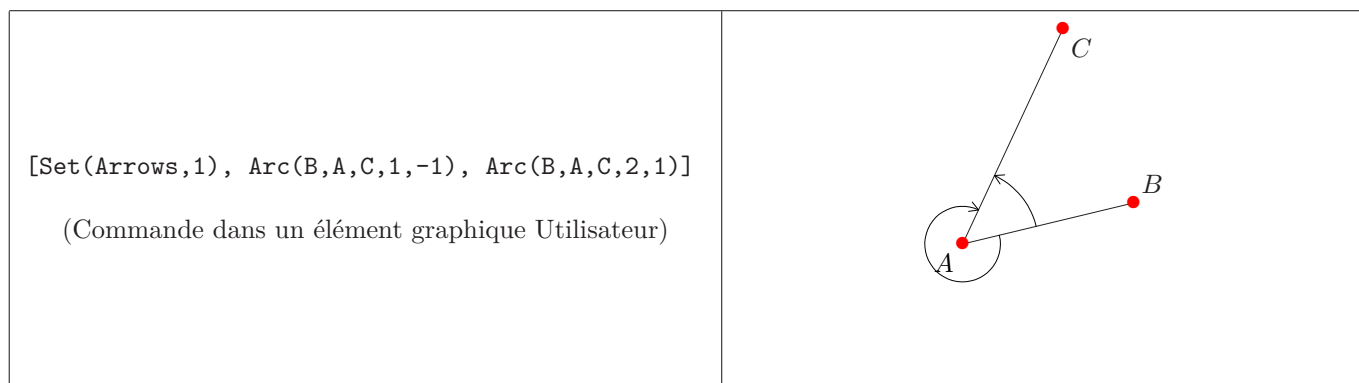 [Set(Arrows,1), Arc(B,A,C,1,-1), Arc(B,A,C,2,1)]
(Commande dans un élément graphique Utilisateur)
C
B
A